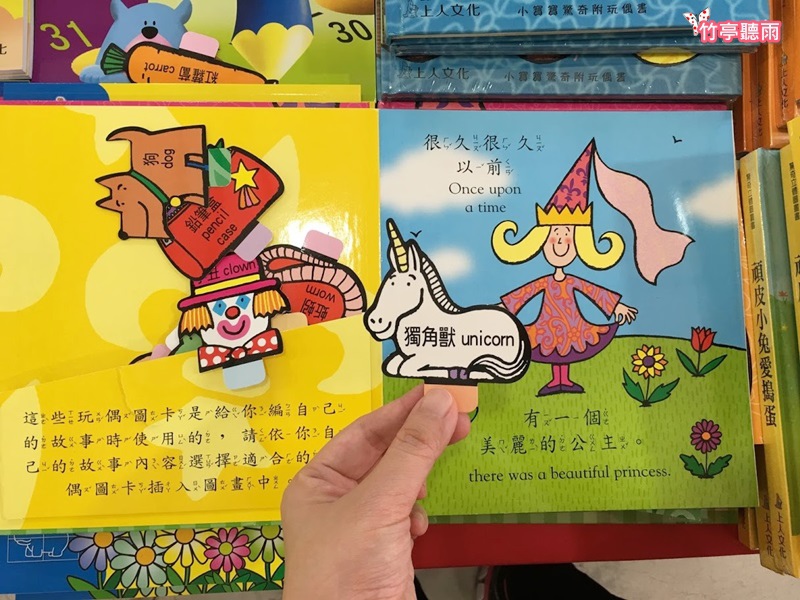 31
30
紅蘿蔔 carrot
上人文化
小寶寶驚奇附玩偶書
上人文化
小寶寶驚奇附玩偶書
竹亭聽雨
狗
dog
鉛筆盒
pencil
case
丑 clown
蚯蚓
worm
這些玩偶圖卡是給你編自己
的故事時使用的，請依你自
己的故事內容選擇適合的
偶圖卡插入圖畫中。
很久很久
以前
Once upon
a time
獨角獸 unicorn
有一個
美麗的公主。
there was a beautiful princess.
頑皮小兔愛搗蛋
上人文化